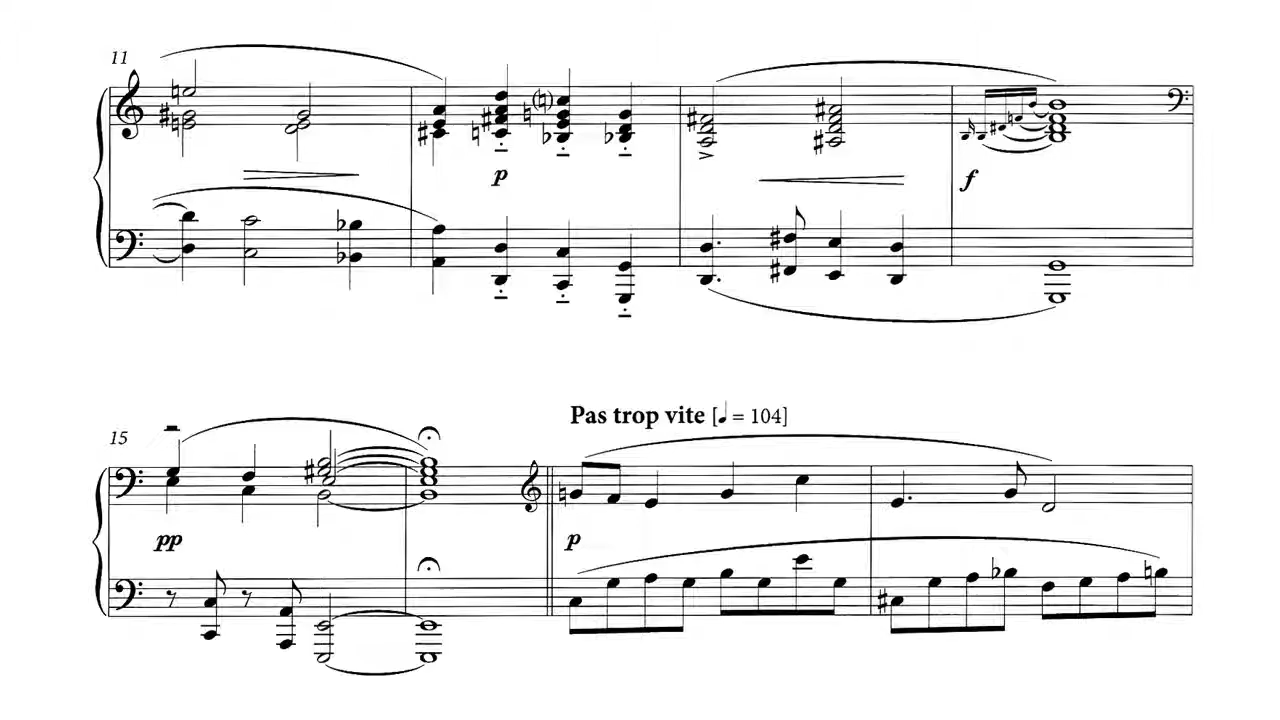 11
p
f
15
Pas trop vite [♩ = 104]
pp
p